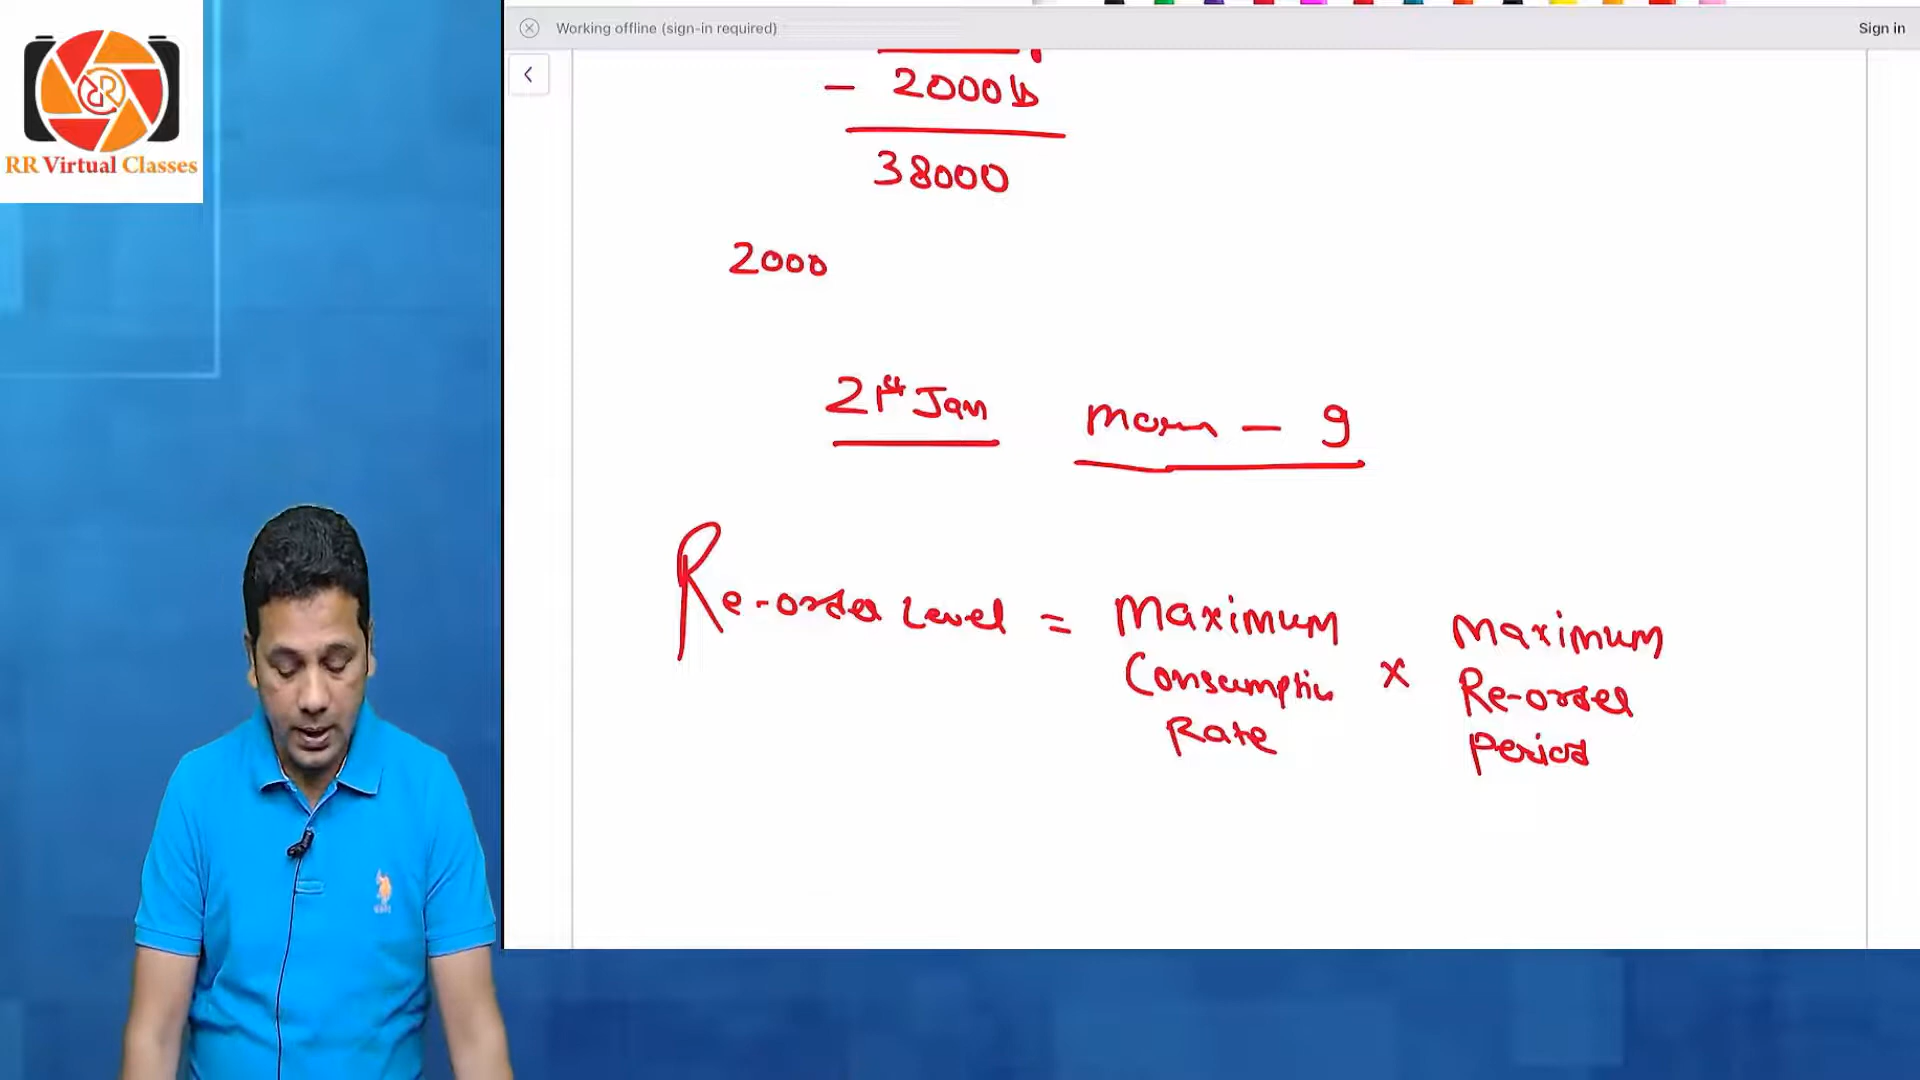 Working offline (sign-in required)
Sign in
RR Virtual Classes
- 2000
38000
2000
21st Jan
- 9
Re-order Level = Maximum Consumption Rate x Maximum Re-order Period